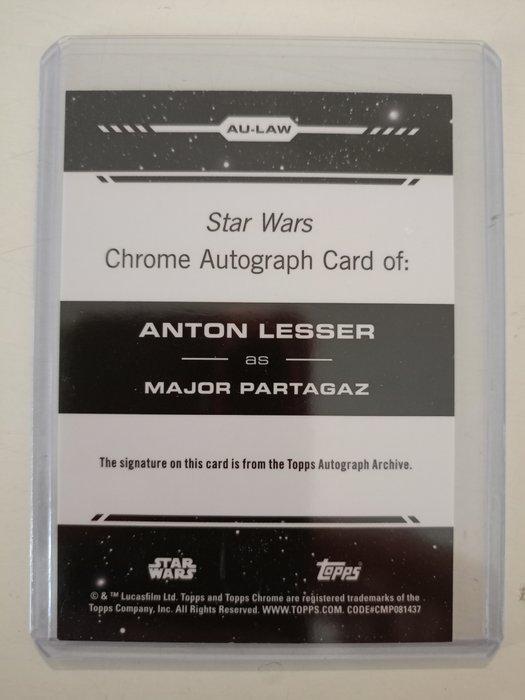 AU-LAW
Star Wars
Chrome Autograph Card of:
ANTON LESSER
as
MAJOR PARTAGAZ
The signature on this card is from the Topps Autograph Archive.
STAR WARS
topps
© & ™ Lucasfilm Ltd. Topps and Topps Chrome are registered trademarks of the
Topps Company, Inc. All Rights Reserved. WWW.TOPPS.COM. CODE#CMP081437